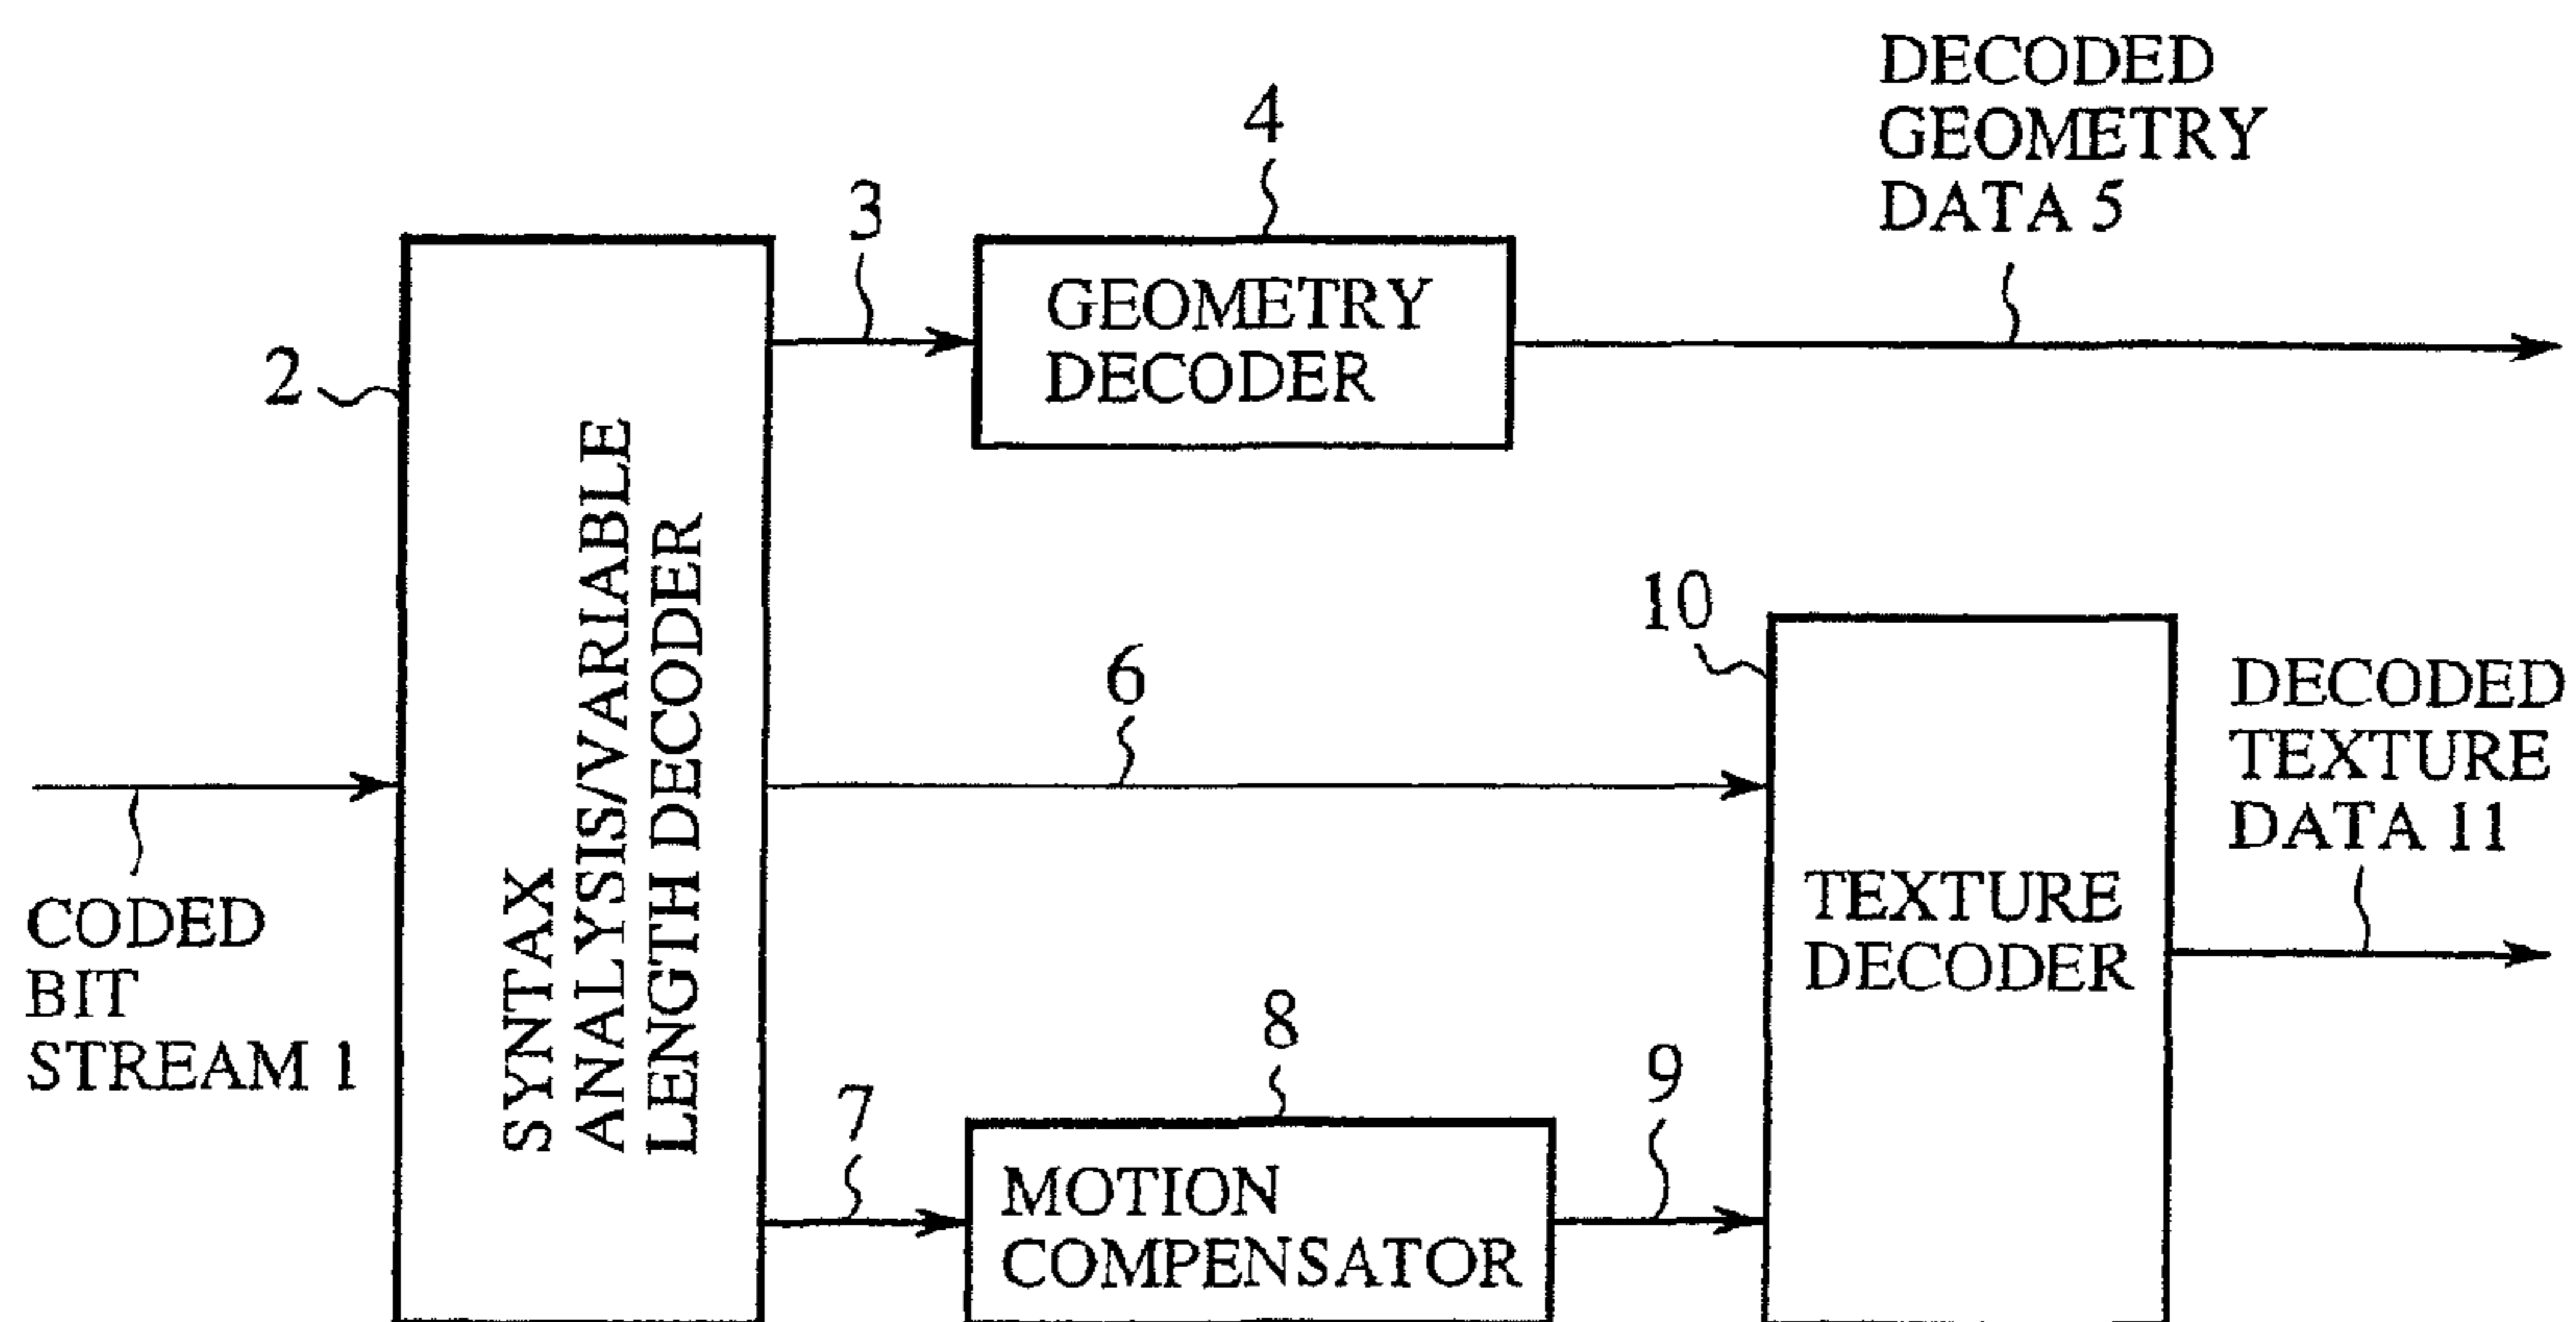 DECODED
GEOMETRY
DATA 5
4
3
GEOMETRY
DECODER
2
SYNTAX
ANALYSIS/VARIABLE
LENGTH DECODER
10
6
DECODED
TEXTURE
DATA 11
CODED
BIT
STREAM 1
TEXTURE
DECODER
8
9
7
MOTION
COMPENSATOR